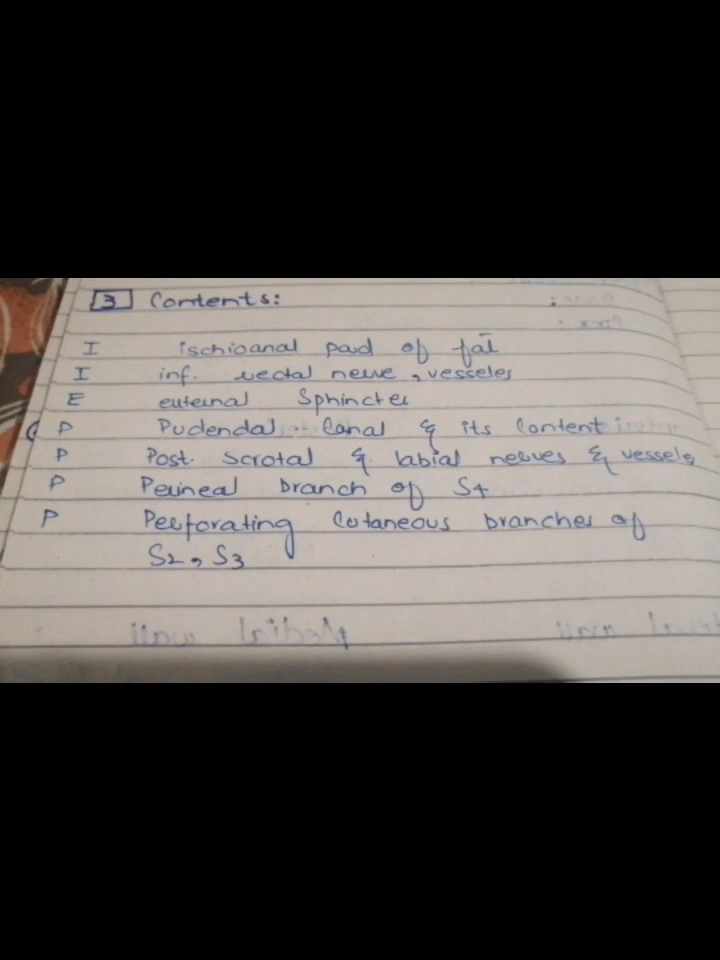 3 Contents:
I ischioanal pad of fat
I inf. rectal nerve, vesseles
E external Sphincter
P Pudendal Canal & its Content
P Post. Scrotal & labial nerves & vessels
P Perineal branch of S4
P Perforating Cutaneous branches of
S2, S3